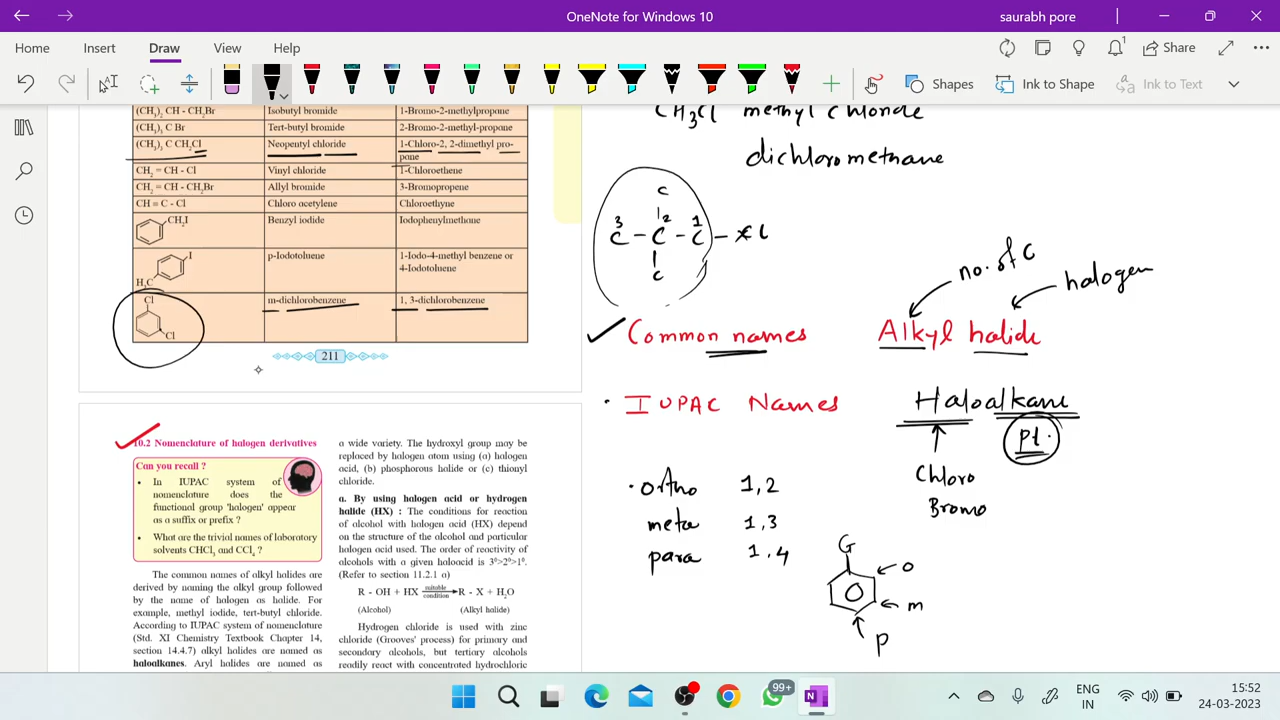 OneNote for Windows 10
saurabh pore
Home Insert Draw View Help
Share
Shapes
Ink to Shape
Ink to Text
(CH3)2 CH - CH2Br Isobutyl bromide 1-Bromo-2-methylpropane
(CH3)3 C Br Tert-butyl bromide 2-Bromo-2-methyl-propane
(CH3)3 C CH2Cl Neopentyl chloride 1-Chloro-2, 2-dimethyl pro-
pane
CH2 = CH - Cl Vinyl chloride 1-Chloroethene
CH2 = CH - CH2Br Allyl bromide 3-Bromopropene
CH ≡ C - Cl Chloro acetylene Chloroethyne
CH2I Benzyl iodide Iodophenylmethane
I p-Iodotoluene 1-Iodo-4-methyl benzene or
4-Iodotoluene
H3C
Cl m-dichlorobenzene 1, 3-dichlorobenzene
Cl
211
10.2 Nomenclature of halogen derivatives
Can you recall ?
• In IUPAC system of
nomenclature does the
functional group 'halogen' appear
as a suffix or prefix ?
• What are the trivial names of laboratory
solvents CHCl3 and CCl4 ?
The common names of alkyl halides are
derived by naming the alkyl group followed
by the name of halogen as halide. For
example, methyl iodide, tert-butyl chloride.
According to IUPAC system of nomenclature
(Std. XI Chemistry Textbook Chapter 14,
section 14.4.7) alkyl halides are named as
haloalkanes. Aryl halides are named as
a wide variety. The hydroxyl group may be
replaced by halogen atom using (a) halogen
acid, (b) phosphorous halide or (c) thionyl
chloride.
a. By using halogen acid or hydrogen
halide (HX) : The conditions for reaction
of alcohol with halogen acid (HX) depend
on the structure of the alcohol and particular
halogen acid used. The order of reactivity of
alcohols with a given haloacid is 3°>2°>1°.
(Refer to section 11.2.1 a)
R - OH + HX suitable condition → R - X + H2O
(Alcohol) (Alkyl halide)
Hydrogen chloride is used with zinc
chloride (Grooves' process) for primary and
secondary alcohols, but tertiary alcohols
readily react with concentrated hydrochloric
CH3Cl methyl chloride
dichloromethane
C
3 2 1
C - C - C - Cl
C
no. of C
halogen
Common names Alkyl halide
• IUPAC Names Haloalkane
pt.
Chloro
Bromo
• ortho 1,2
meta 1,3
para 1,4
G
o
m
p
99+
ENG
IN
15:52
24-03-2023